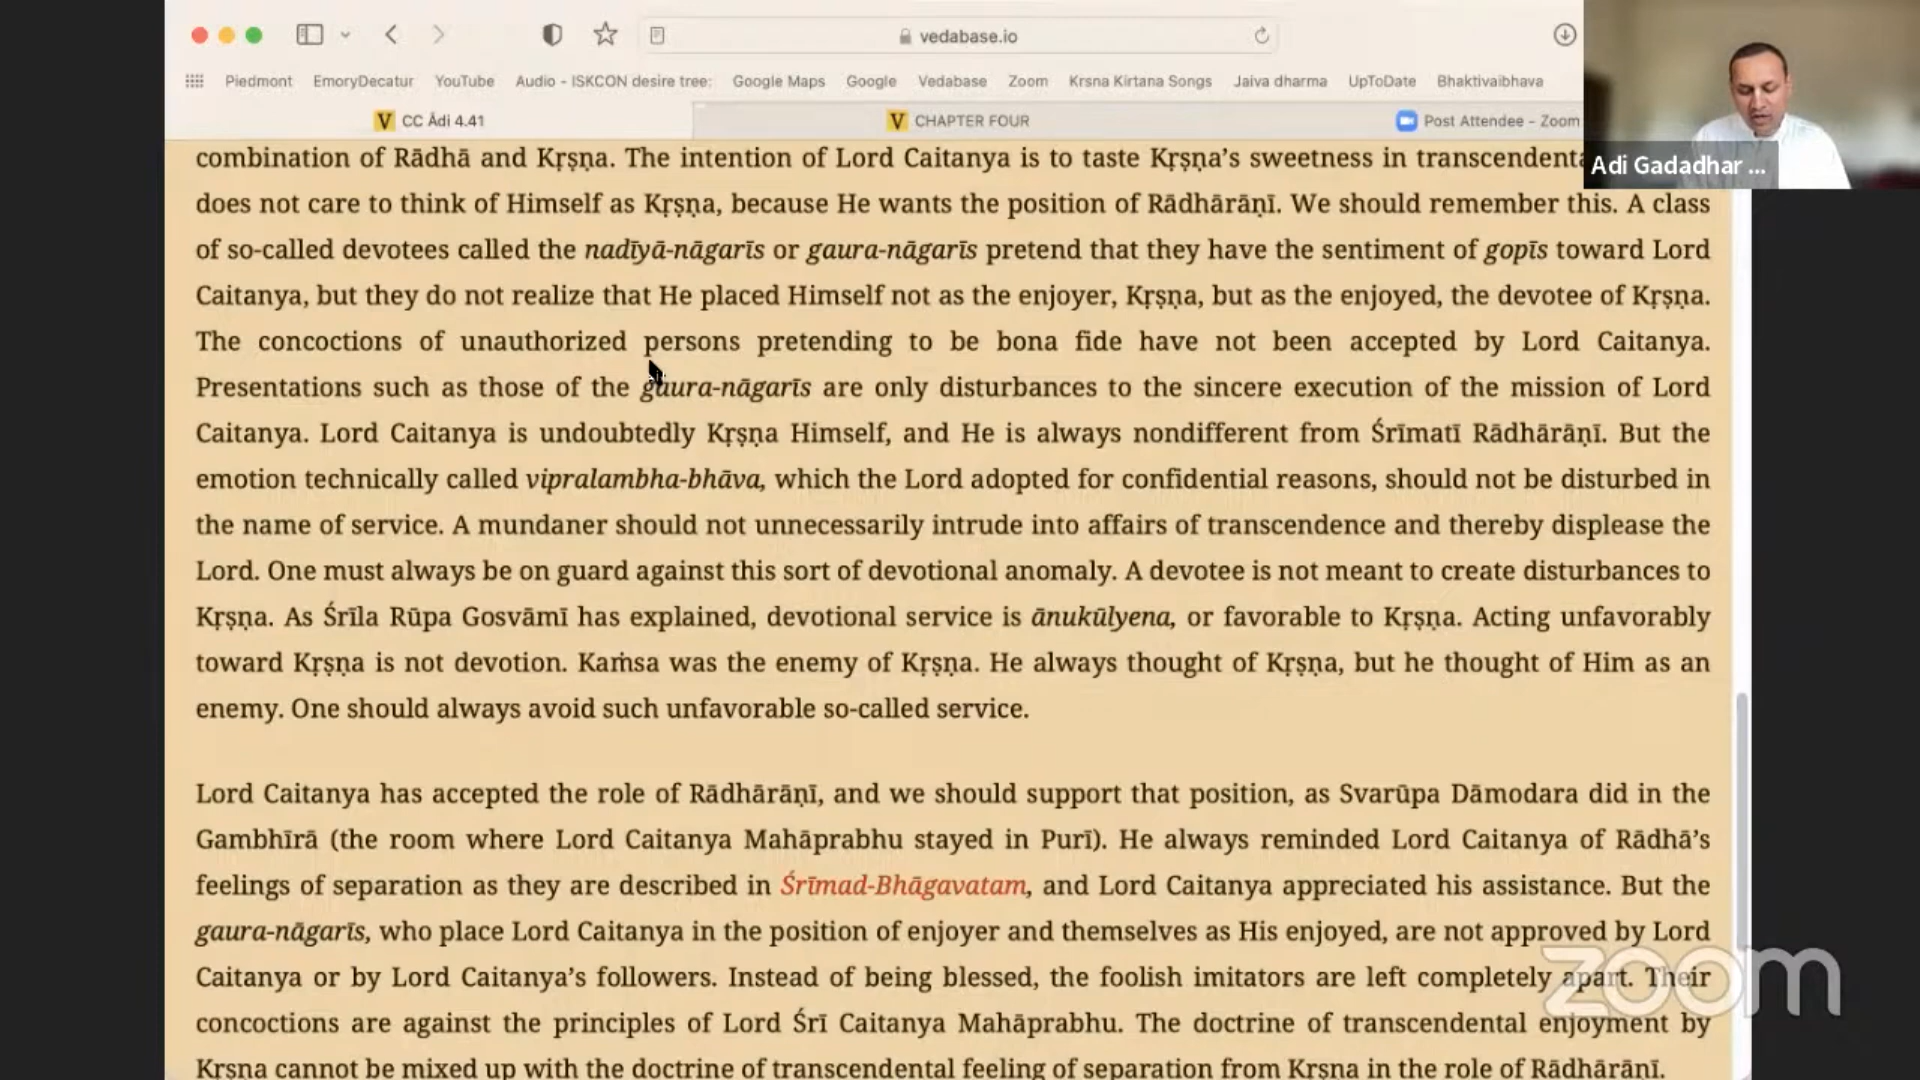 vedabase.io
Piedmont EmoryDecatur YouTube Audio - ISKCON desire tree: Google Maps Google Vedabase Zoom Krsna Kirtana Songs Jaiva dharma UpToDate Bhaktivaibhava
V CC Ādi 4.41 V CHAPTER FOUR Post Attendee - Zoom
Adi Gadadhar ...
combination of Rādhā and Kṛṣṇa. The intention of Lord Caitanya is to taste Kṛṣṇa’s sweetness in
does not care to think of Himself as Kṛṣṇa, because He wants the position of Rādhārāṇī. We should remember this. A class
of so-called devotees called the nadīyā-nāgarīs or gaura-nāgarīs pretend that they have the sentiment of gopīs toward Lord
Caitanya, but they do not realize that He placed Himself not as the enjoyer, Kṛṣṇa, but as the enjoyed, the devotee of Kṛṣṇa.
The concoctions of unauthorized persons pretending to be bona fide have not been accepted by Lord Caitanya.
Presentations such as those of the gaura-nāgarīs are only disturbances to the sincere execution of the mission of Lord
Caitanya. Lord Caitanya is undoubtedly Kṛṣṇa Himself, and He is always nondifferent from Śrīmatī Rādhārāṇī. But the
emotion technically called vipralambha-bhāva, which the Lord adopted for confidential reasons, should not be disturbed in
the name of service. A mundaner should not unnecessarily intrude into affairs of transcendence and thereby displease the
Lord. One must always be on guard against this sort of devotional anomaly. A devotee is not meant to create disturbances to
Kṛṣṇa. As Śrīla Rūpa Gosvāmī has explained, devotional service is ānukūlyena, or favorable to Kṛṣṇa. Acting unfavorably
toward Kṛṣṇa is not devotion. Kaṁsa was the enemy of Kṛṣṇa. He always thought of Kṛṣṇa, but he thought of Him as an
enemy. One should always avoid such unfavorable so-called service.
Lord Caitanya has accepted the role of Rādhārāṇī, and we should support that position, as Svarūpa Dāmodara did in the
Gambhīrā (the room where Lord Caitanya Mahāprabhu stayed in Purī). He always reminded Lord Caitanya of Rādhā’s
feelings of separation as they are described in Śrīmad-Bhāgavatam, and Lord Caitanya appreciated his assistance. But the
gaura-nāgarīs, who place Lord Caitanya in the position of enjoyer and themselves as His enjoyed, are not approved by Lord
Caitanya or by Lord Caitanya’s followers. Instead of being blessed, the foolish imitators are left completely apart. Their
concoctions are against the principles of Lord Śrī Caitanya Mahāprabhu. The doctrine of transcendental enjoyment by
Kṛṣṇa cannot be mixed up with the doctrine of transcendental feeling of separation from Kṛṣṇa in the role of Rādhārāṇī.
zoom